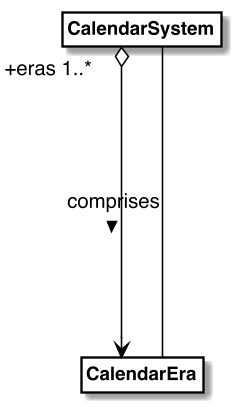 CalendarSystem
+eras 1..*
comprises
CalendarEra